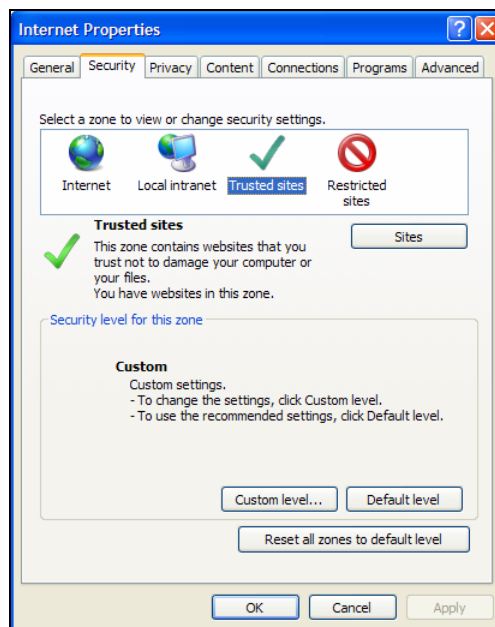 Internet Properties
General Security Privacy Content Connections Programs Advanced
Select a zone to view or change security settings.
Internet Local intranet Trusted sites Restricted
sites
Trusted sites
Sites
This zone contains websites that you
trust not to damage your computer or
your files.
You have websites in this zone.
Security level for this zone
Custom
Custom settings.
- To change the settings, click Custom level.
- To use the recommended settings, click Default level.
Custom level... Default level
Reset all zones to default level
OK Cancel Apply